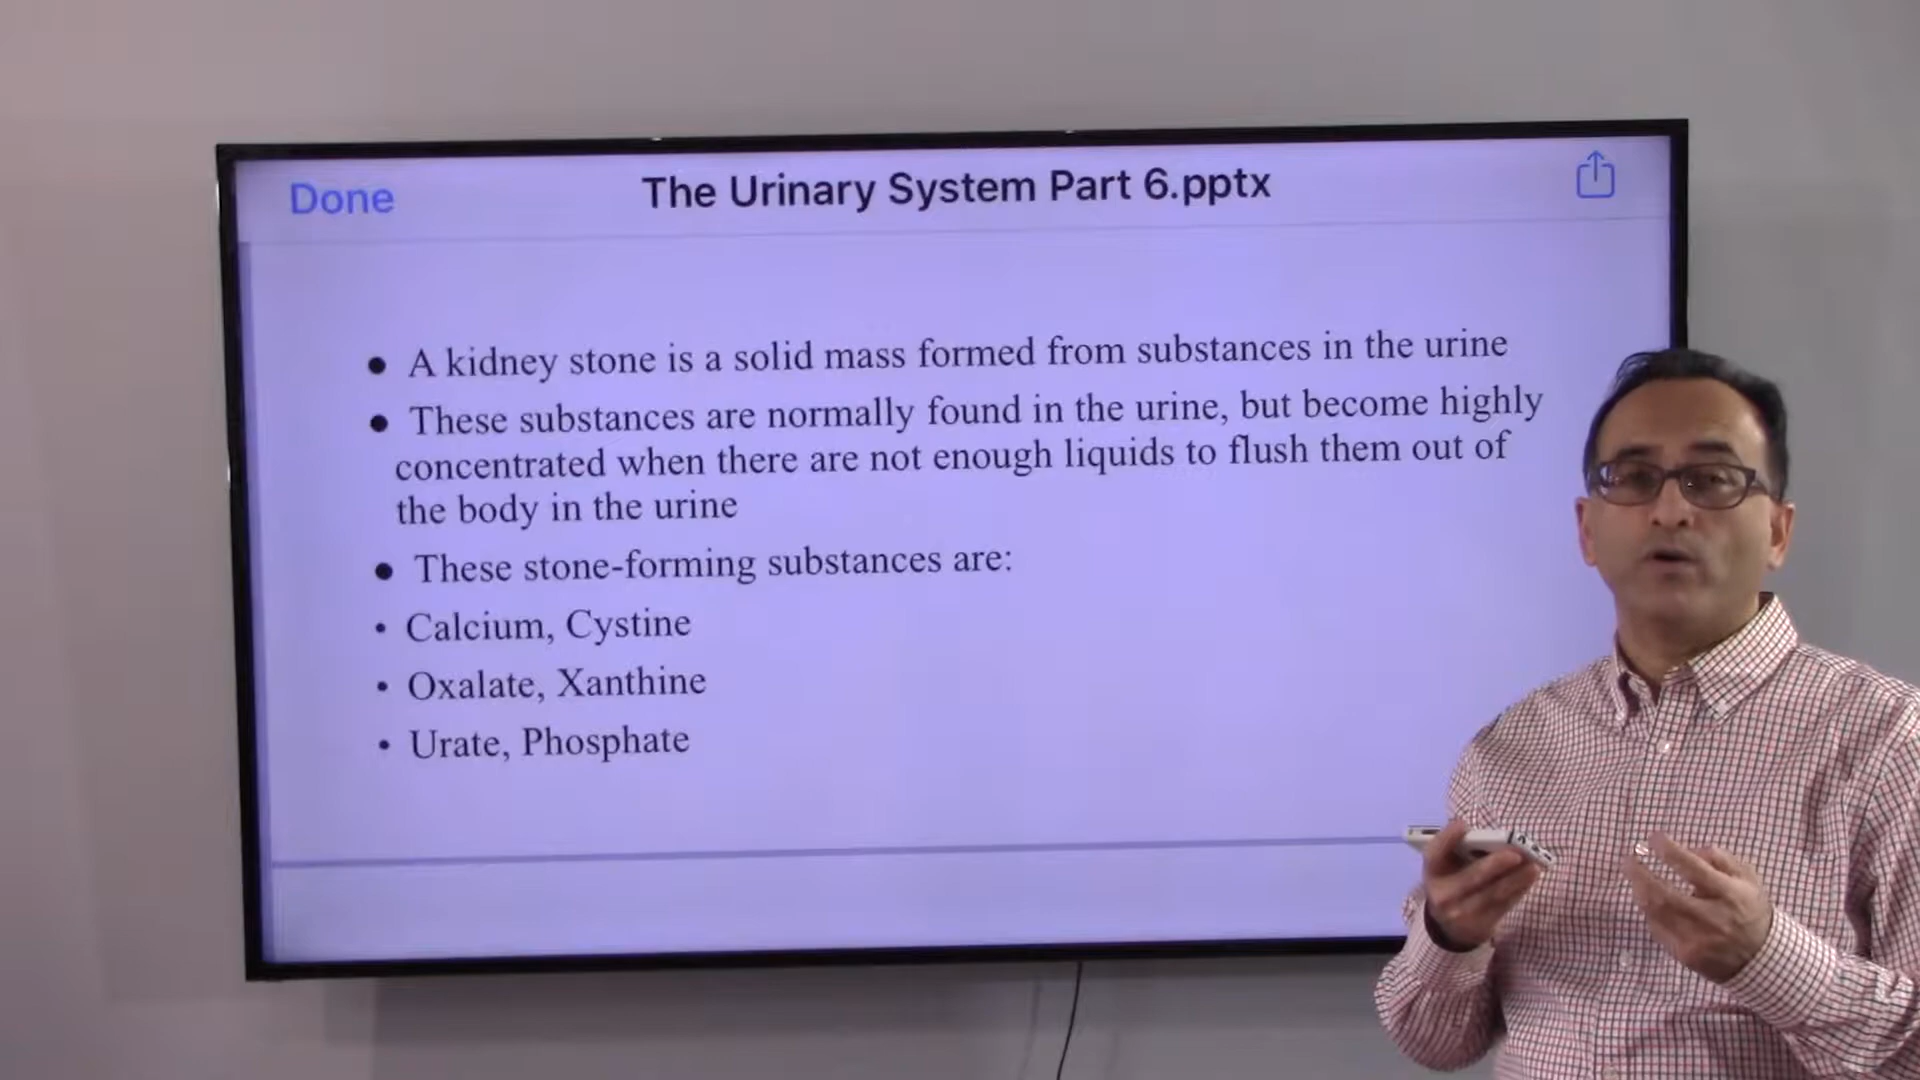 Done
The Urinary System Part 6.pptx
● A kidney stone is a solid mass formed from substances in the urine
● These substances are normally found in the urine, but become highly
concentrated when there are not enough liquids to flush them out of
the body in the urine
● These stone-forming substances are:
• Calcium, Cystine
• Oxalate, Xanthine
• Urate, Phosphate